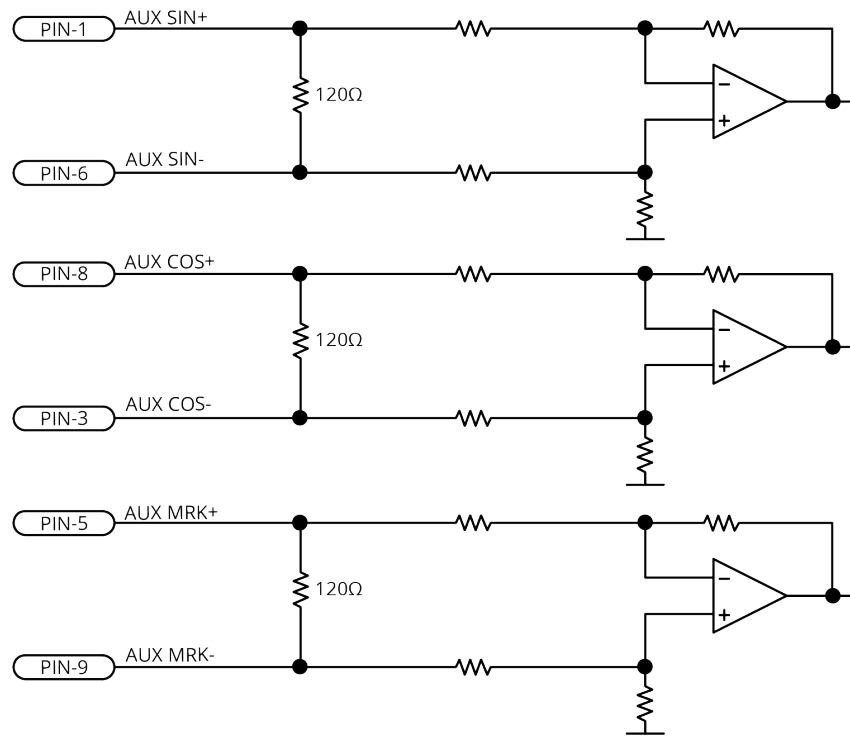 PIN-1 AUX SIN+
120Ω
PIN-6 AUX SIN-
PIN-8 AUX COS+
120Ω
PIN-3 AUX COS-
PIN-5 AUX MRK+
120Ω
PIN-9 AUX MRK-